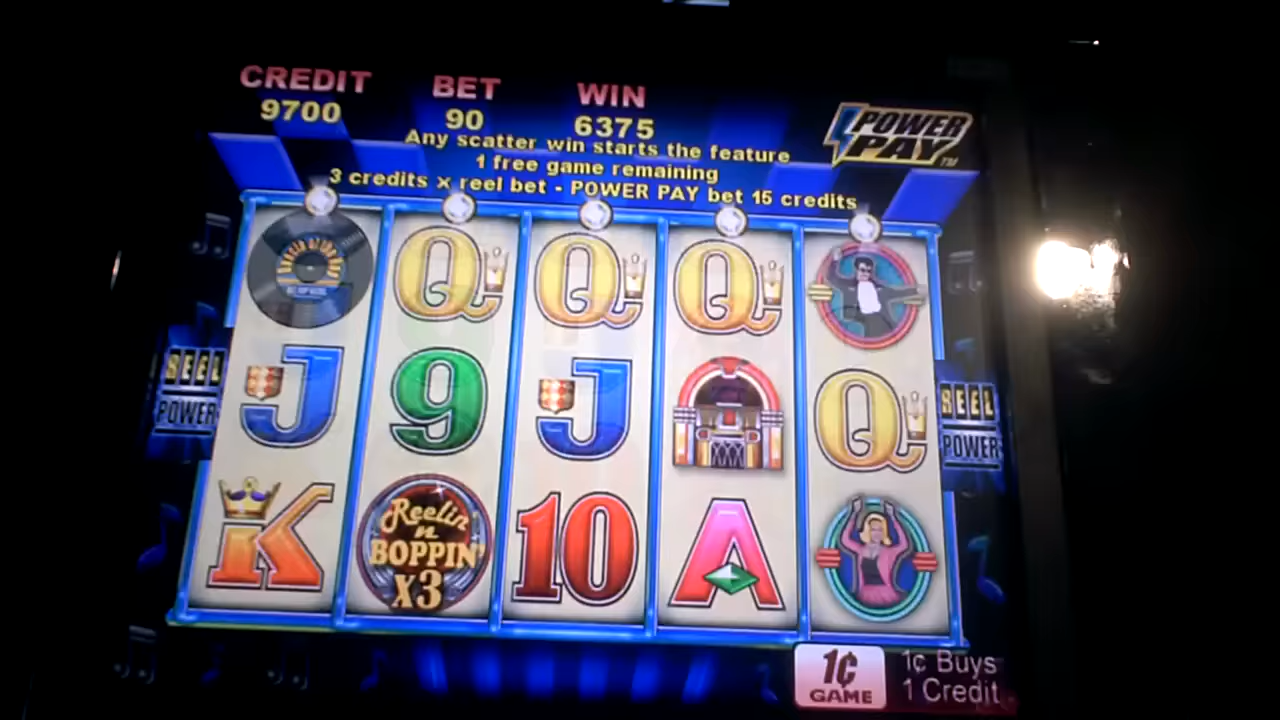 CREDIT BET WIN
9700 90 6375
Any scatter win starts the feature
1 free game remaining
3 credits x reel bet - POWER PAY bet 15 credits
POWER
PAY TM
Q Q Q
REEL
POWER
J 9 J Q
REEL
POWER
K
Reelin'
n
BOPPIN'
X3
10 A
1¢
GAME
1¢ Buys
1 Credit